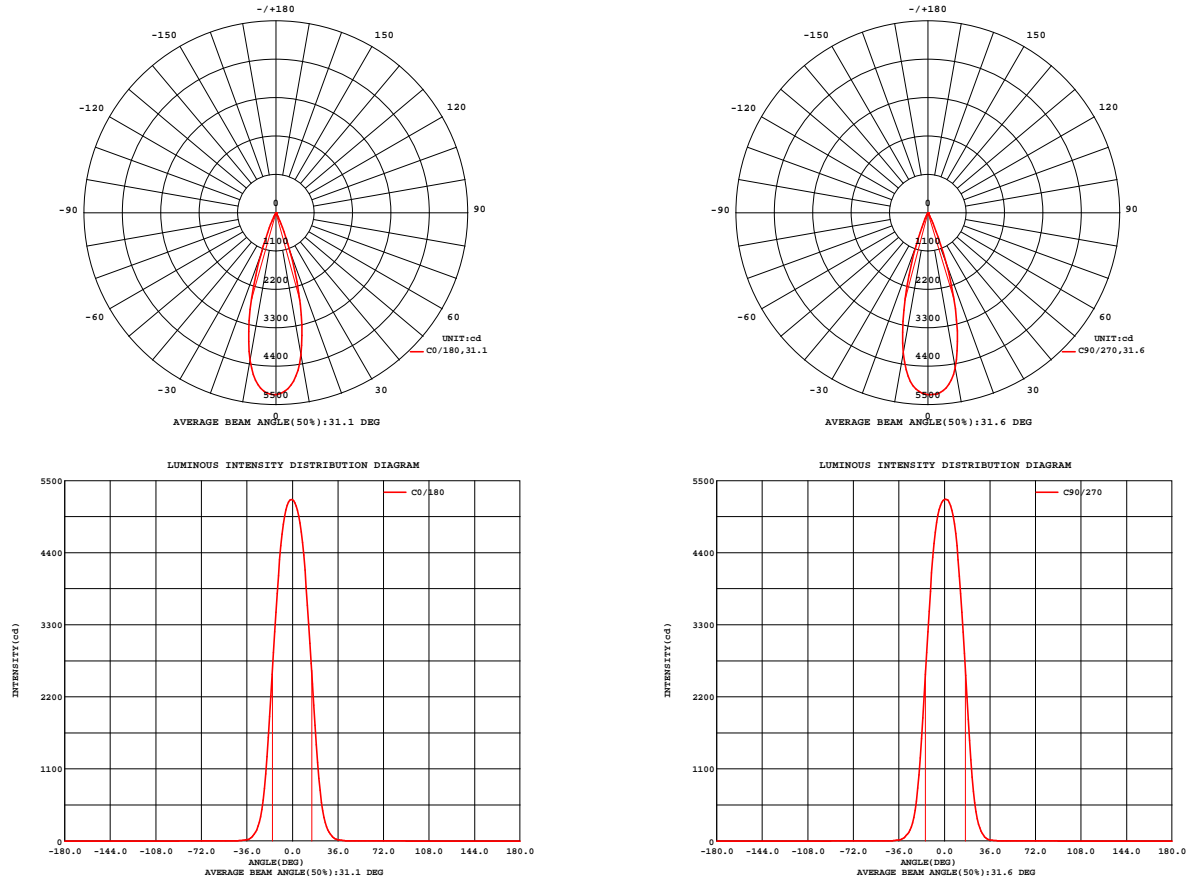 -/+180
-150 150
-120 120
-90 90
-60 60
-30 30
0
0
1100
2200
3300
4400
5500
UNIT:cd
C0/180,31.1
AVERAGE BEAM ANGLE(50%):31.1 DEG
-/+180
-150 150
-120 120
-90 90
-60 60
-30 30
0
0
1100
2200
3300
4400
5500
UNIT:cd
C90/270,31.6
AVERAGE BEAM ANGLE(50%):31.6 DEG
LUMINOUS INTENSITY DISTRIBUTION DIAGRAM
C0/180
5500
4400
3300
2200
1100
0
INTENSITY(cd)
-180.0 -144.0 -108.0 -72.0 -36.0 0.0 36.0 72.0 108.0 144.0 180.0
ANGLE(DEG)
AVERAGE BEAM ANGLE(50%):31.1 DEG
LUMINOUS INTENSITY DISTRIBUTION DIAGRAM
C90/270
5500
4400
3300
2200
1100
0
INTENSITY(cd)
-180.0 -144.0 -108.0 -72.0 -36.0 0.0 36.0 72.0 108.0 144.0 180.0
ANGLE(DEG)
AVERAGE BEAM ANGLE(50%):31.6 DEG